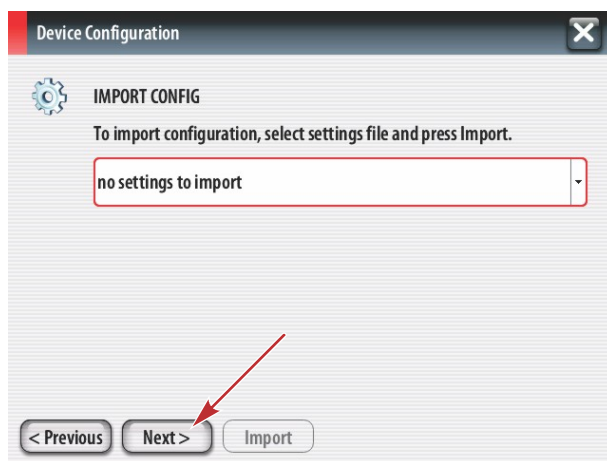 Device Configuration
IMPORT CONFIG
To import configuration, select settings file and press Import.
no settings to import
< Previous Next > Import